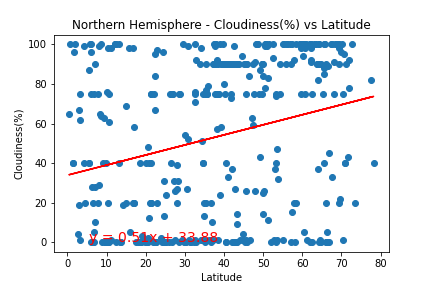 Northern Hemisphere - Cloudiness(%) vs Latitude
100
80
60
40
20
0
Cloudiness(%)
y = 0.51x + 33.88
0 10 20 30 40 50 60 70 80
Latitude